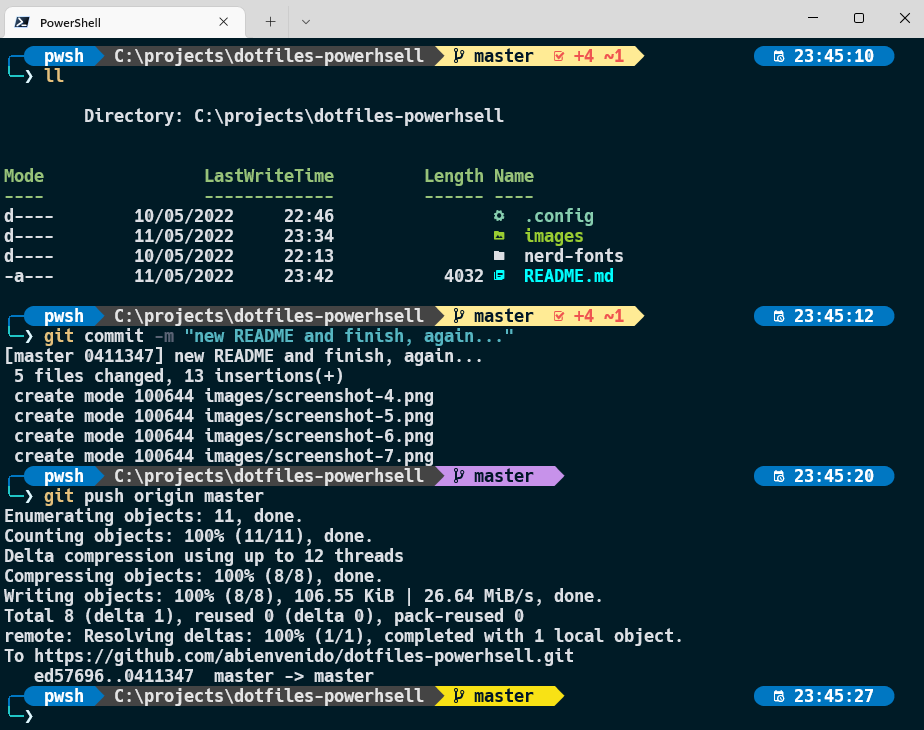 PowerShell
pwsh C:\projects\dotfiles-powerhsell master +4 ~1 23:45:10
❯ ll
Directory: C:\projects\dotfiles-powerhsell
Mode LastWriteTime Length Name
---- ------------- ------ ----
d---- 10/05/2022 22:46 .config
d---- 11/05/2022 23:34 images
d---- 10/05/2022 22:13 nerd-fonts
-a--- 11/05/2022 23:42 4032 README.md
pwsh C:\projects\dotfiles-powerhsell master +4 ~1 23:45:12
❯ git commit -m "new README and finish, again..."
[master 0411347] new README and finish, again...
5 files changed, 13 insertions(+)
create mode 100644 images/screenshot-4.png
create mode 100644 images/screenshot-5.png
create mode 100644 images/screenshot-6.png
create mode 100644 images/screenshot-7.png
pwsh C:\projects\dotfiles-powerhsell master 23:45:20
❯ git push origin master
Enumerating objects: 11, done.
Counting objects: 100% (11/11), done.
Delta compression using up to 12 threads
Compressing objects: 100% (8/8), done.
Writing objects: 100% (8/8), 106.55 KiB | 26.64 MiB/s, done.
Total 8 (delta 1), reused 0 (delta 0), pack-reused 0
remote: Resolving deltas: 100% (1/1), completed with 1 local object.
To https://github.com/abienvenido/dotfiles-powerhsell.git
ed57696..0411347 master -> master
pwsh C:\projects\dotfiles-powerhsell master 23:45:27
❯